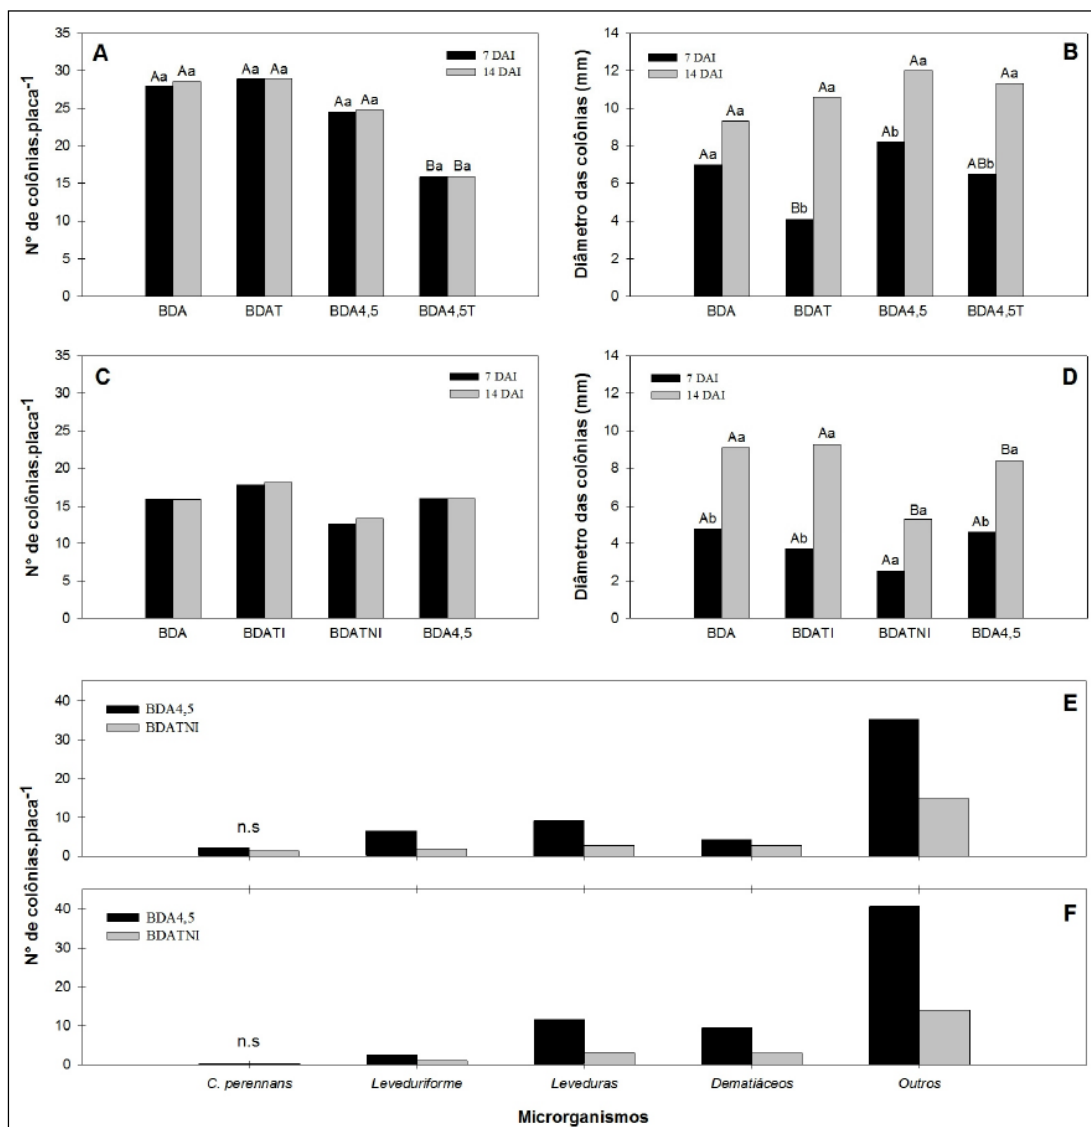 A
N° de colônias.placa⁻¹
35
30
25
20
15
10
5
0
7 DAI
14 DAI
Aa Aa
Aa Aa
Aa Aa
Ba Ba
BDA
BDAT
BDA4,5
BDA4,5T
B
Diâmetro das colônias (mm)
14
12
10
8
6
4
2
0
7 DAI
14 DAI
Aa
Aa
Bb
Aa
Ab
Aa
ABb
Aa
BDA
BDAT
BDA4,5
BDA4,5T
C
N° de colônias.placa⁻¹
35
30
25
20
15
10
5
0
7 DAI
14 DAI
BDA
BDATI
BDATNI
BDA4,5
D
Diâmetro das colônias (mm)
14
12
10
8
6
4
2
0
7 DAI
14 DAI
Ab
Aa
Ab
Aa
Aa
Ba
Ab
Ba
BDA
BDATI
BDATNI
BDA4,5
E
N° de colônias.placa⁻¹
40
30
20
10
0
BDA4,5
BDATNI
n.s
F
40
30
20
10
0
BDA4,5
BDATNI
n.s
C. perennans
Leveduriforme
Leveduras
Dematiáceos
Outros
Microrganismos